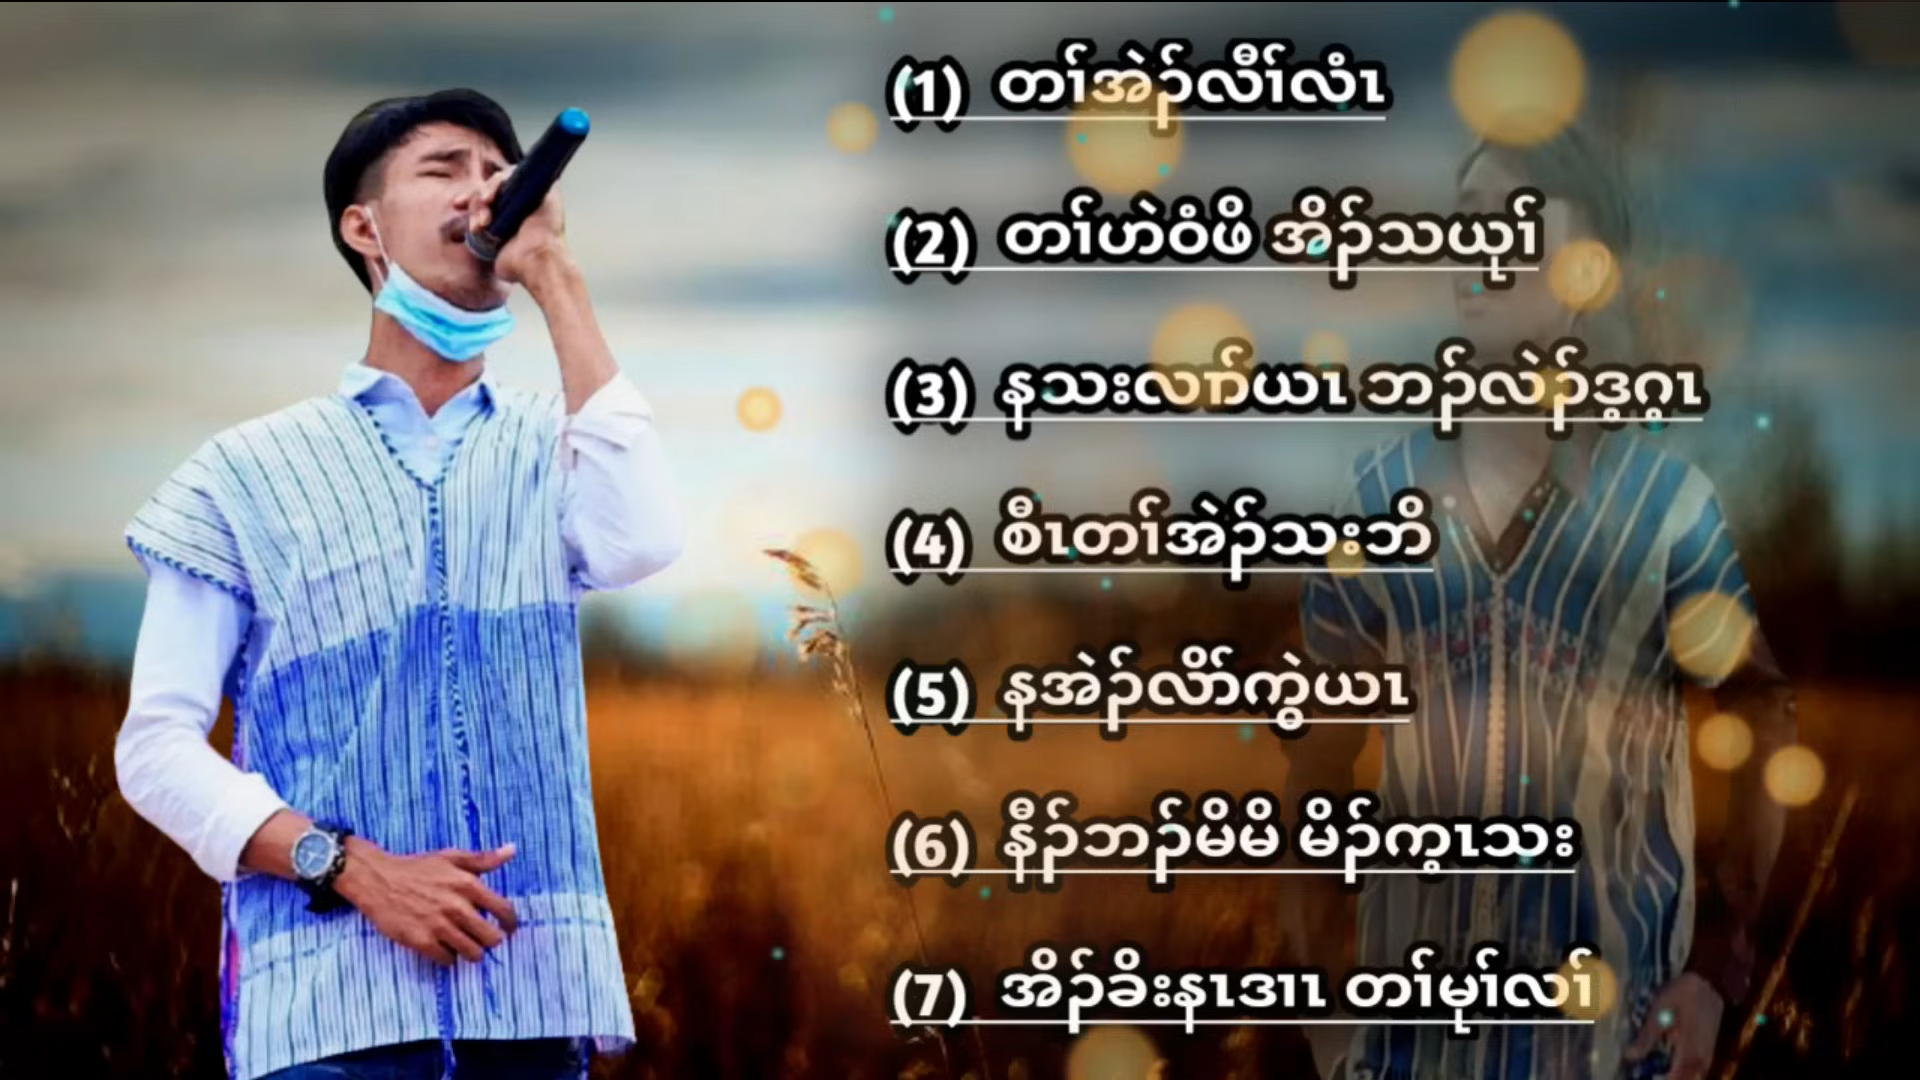 (1) တၢ်အဲၣ်လီၢ်လံၤ
(2) တၢ်ဟဲဝံဖိ အိၣ်သယုၢ်
(3) နသးလၢာ်ယၤ ဘၣ်လဲၣ်ဒ့ဂ့ၤ
(4) စီၤတၢ်အဲၣ်သးဘိ
(5) နအဲၣ်လိာ်ကွဲယၤ
(6) နီၣ်ဘၣ်မိမိ မိၣ်က့ၤသး
(7) အိၣ်ခိးနၤဒၢၤ တၢ်မုၢ်လၢ်